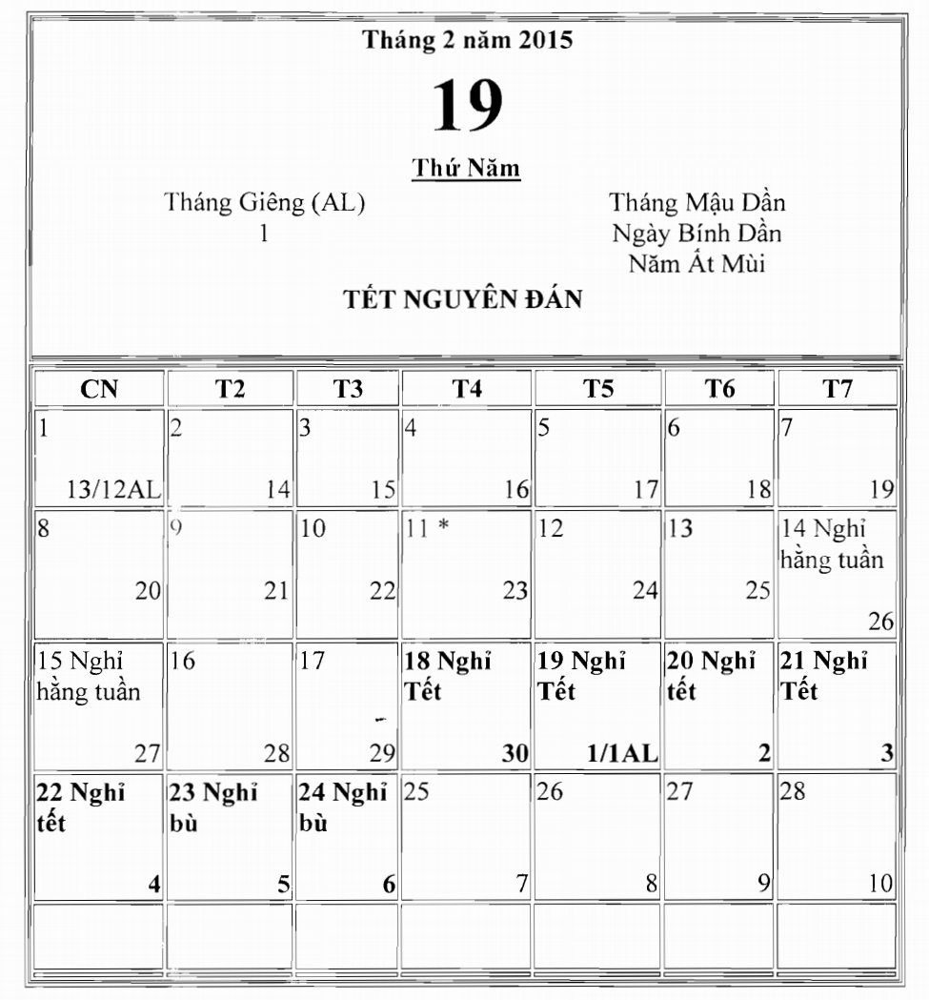 Tháng 2 năm 2015
19
Thứ Năm
Tháng Giêng (AL)
1
Tháng Mậu Dần
Ngày Bính Dần
Năm Ất Mùi
TẾT NGUYÊN ĐÁN
CN T2 T3 T4 T5 T6 T7
1 2 3 4 5 6 7
13/12AL 14 15 16 17 18 19
8 9 10 11 * 12 13 14 Nghỉ
hằng tuần
20 21 22 23 24 25 26
15 Nghỉ
hằng tuần
16 17
18 Nghỉ
Tết
19 Nghỉ
Tết
20 Nghỉ
tết
21 Nghỉ
Tết
27 28 29 30 1/1AL 2 3
22 Nghỉ
tết
23 Nghỉ
bù
24 Nghỉ
bù
25 26 27 28
4 5 6 7 8 9 10